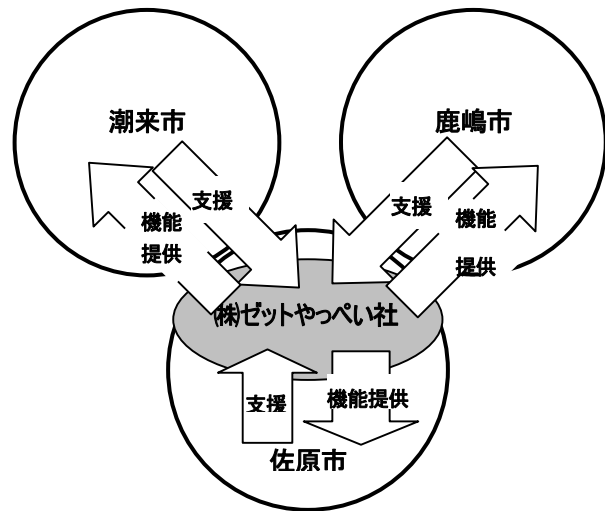 潮来市
鹿嶋市
支援
機能
提供
支援
機能
提供
㈱ゼットやっぺい社
支援
機能提供
佐原市